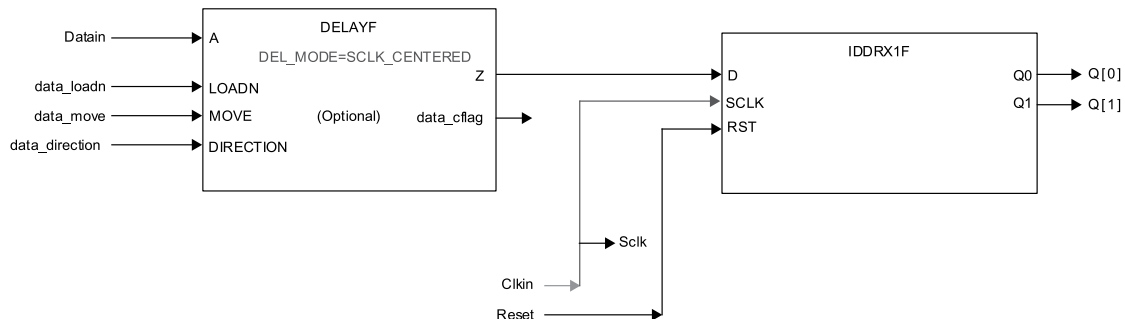 DELAYF
DEL_MODE=SCLK_CENTERED
Datain
A
data_loadn
LOADN
data_move
MOVE
data_direction
DIRECTION
(Optional)
Z
data_cflag
IDDRX1F
D
SCLK
RST
Q0
Q[0]
Q1
Q[1]
Sclk
Clkin
Reset